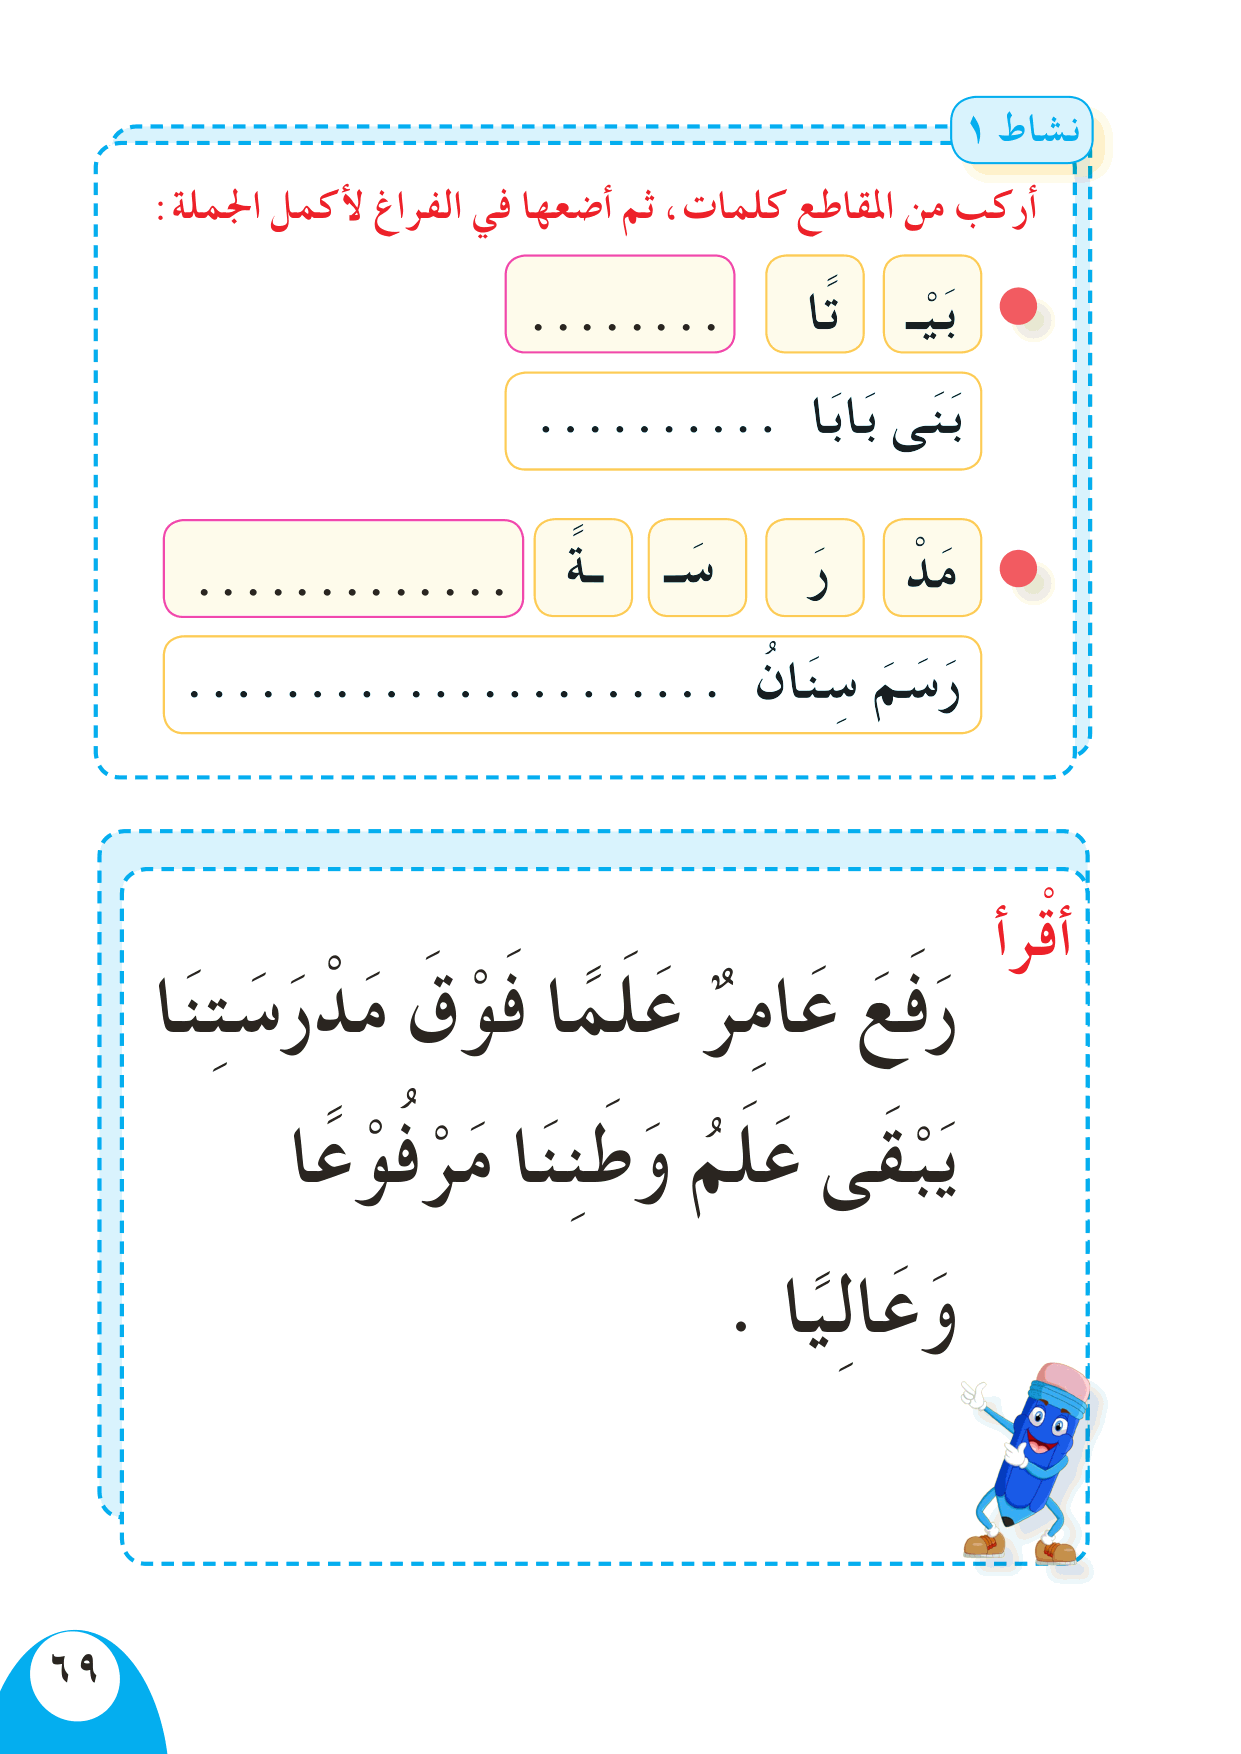 نشاط ١
أركب من المقاطع كلمات، ثم أضعها في الفراغ لأكمل الجملة:
بَيْـ تًا ........
بَنَى بَابَا ..........
مَدْ رَ سَـ ـةً .............
رَسَمَ سِنَانُ ......................
أقْرأ
رَفَعَ عَامِرٌ عَلَمًا فَوْقَ مَدْرَسَتِنَا
يَبْقَى عَلَمُ وَطَنِنَا مَرْفُوْعًا
وَعَالِيًا .
٦٩